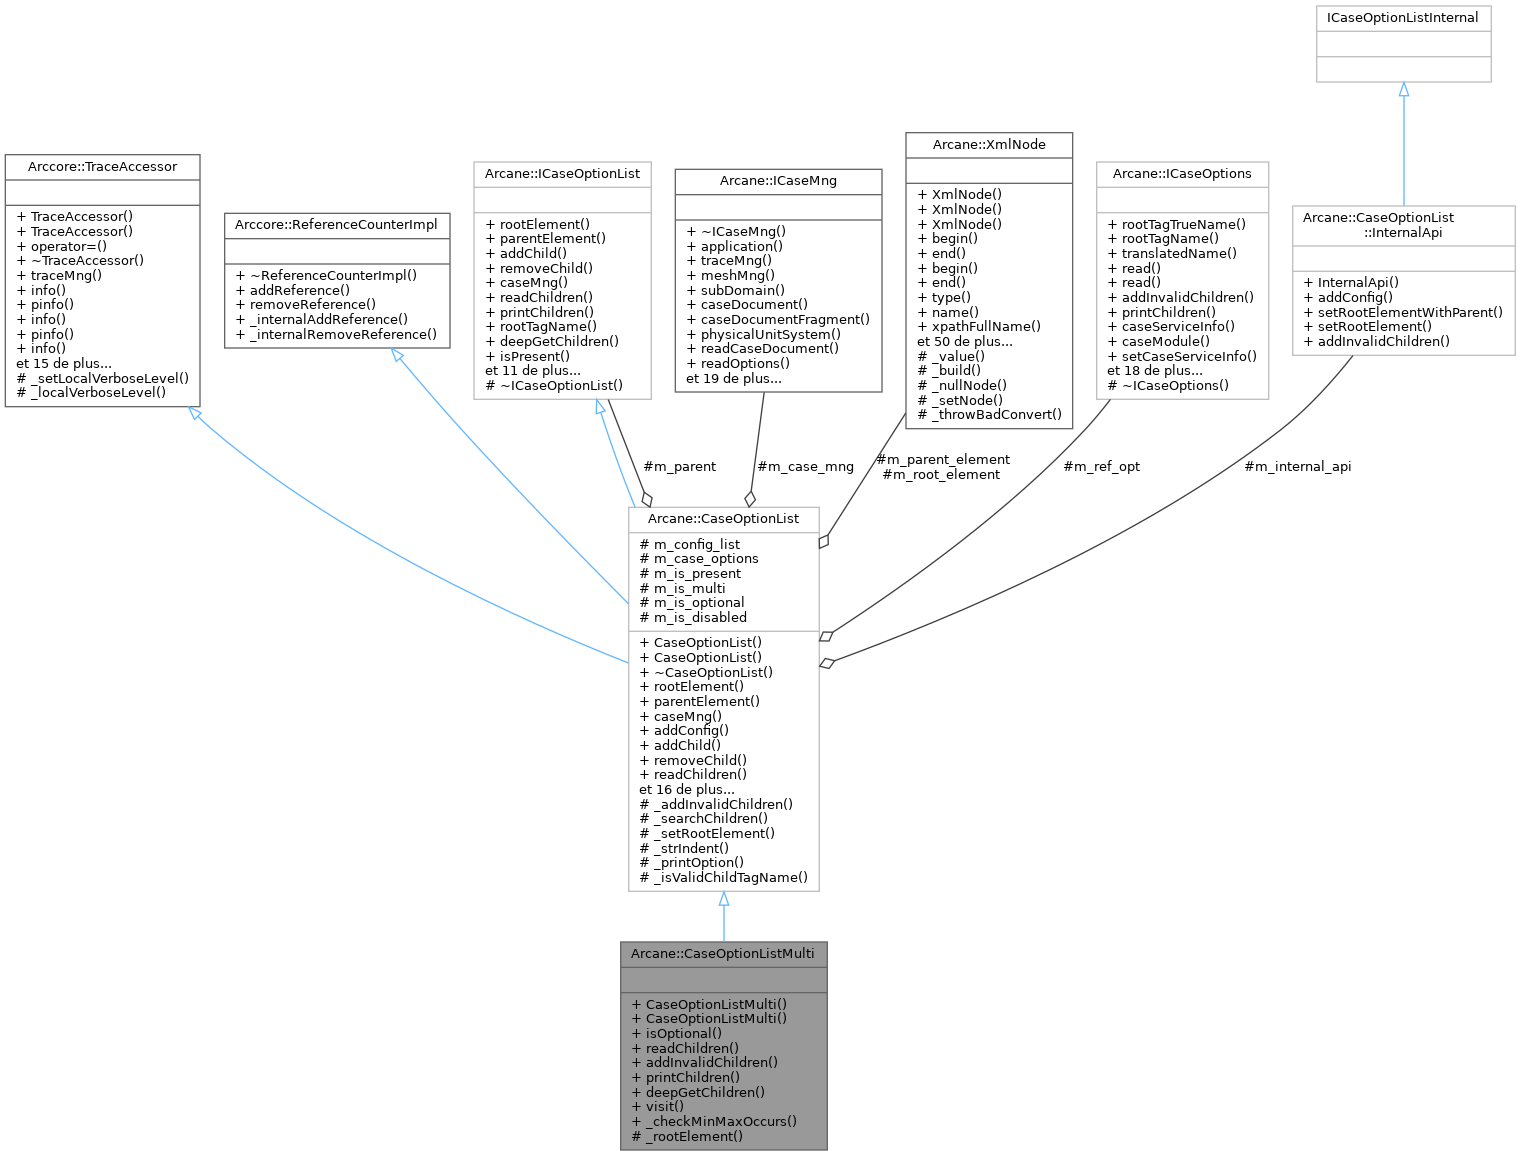 ICaseOptionListInternal
Arccore::TraceAccessor
+ TraceAccessor()
+ TraceAccessor()
+ operator=()
+ ~TraceAccessor()
+ traceMng()
+ info()
+ pinfo()
+ info()
+ pinfo()
+ info()
et 15 de plus...
# _setLocalVerboseLevel()
# _localVerboseLevel()
Arccore::ReferenceCounterImpl
+ ~ReferenceCounterImpl()
+ addReference()
+ removeReference()
+ _internalAddReference()
+ _internalRemoveReference()
Arcane::ICaseOptionList
+ rootElement()
+ parentElement()
+ addChild()
+ removeChild()
+ caseMng()
+ readChildren()
+ printChildren()
+ rootTagName()
+ deepGetChildren()
+ isPresent()
et 11 de plus...
# ~ICaseOptionList()
Arcane::ICaseMng
+ ~ICaseMng()
+ application()
+ traceMng()
+ meshMng()
+ subDomain()
+ caseDocument()
+ caseDocumentFragment()
+ physicalUnitSystem()
+ readCaseDocument()
+ readOptions()
et 19 de plus...
Arcane::XmlNode
+ XmlNode()
+ XmlNode()
+ XmlNode()
+ begin()
+ end()
+ begin()
+ end()
+ type()
+ name()
+ xpathFullName()
et 50 de plus...
# _value()
# _build()
# _nullNode()
# _setNode()
# _throwBadConvert()
Arcane::ICaseOptions
+ rootTagTrueName()
+ rootTagName()
+ translatedName()
+ read()
+ read()
+ addInvalidChildren()
+ printChildren()
+ caseServiceInfo()
+ caseModule()
+ setCaseServiceInfo()
et 18 de plus...
# ~ICaseOptions()
Arcane::CaseOptionList
::InternalApi
+ InternalApi()
+ addConfig()
+ setRootElementWithParent()
+ setRootElement()
+ addInvalidChildren()
#m_parent
#m_case_mng
#m_parent_element
#m_root_element
#m_ref_opt
#m_internal_api
Arcane::CaseOptionList
# m_config_list
# m_case_options
# m_is_present
# m_is_multi
# m_is_optional
# m_is_disabled
+ CaseOptionList()
+ CaseOptionList()
+ ~CaseOptionList()
+ rootElement()
+ parentElement()
+ caseMng()
+ addConfig()
+ addChild()
+ removeChild()
+ readChildren()
et 16 de plus...
# _addInvalidChildren()
# _searchChildren()
# _setRootElement()
# _strIndent()
# _printOption()
# _isValidChildTagName()
Arcane::CaseOptionListMulti
+ CaseOptionListMulti()
+ CaseOptionListMulti()
+ isOptional()
+ readChildren()
+ addInvalidChildren()
+ printChildren()
+ deepGetChildren()
+ visit()
+ _checkMinMaxOccurs()
# _rootElement()